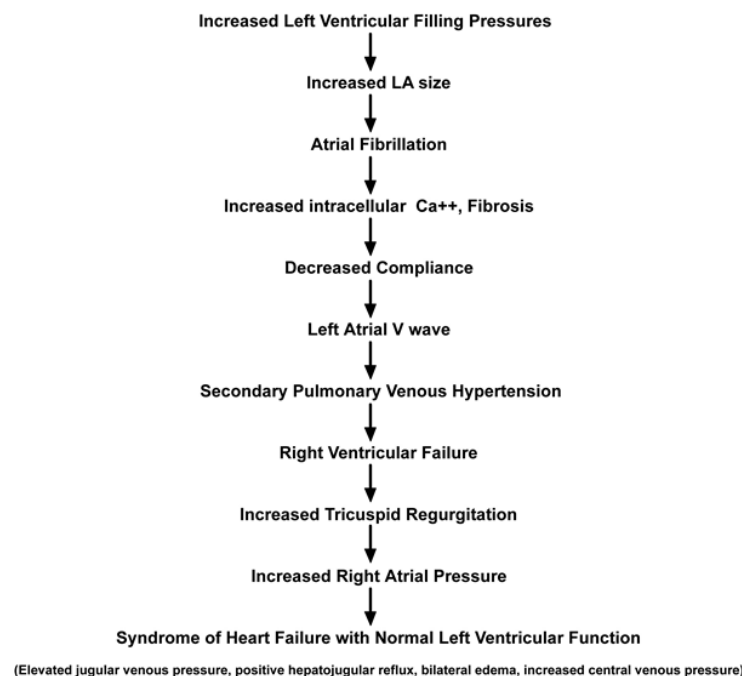 Increased Left Ventricular Filling Pressures
Increased LA size
Atrial Fibrillation
Increased intracellular Ca++, Fibrosis
Decreased Compliance
Left Atrial V wave
Secondary Pulmonary Venous Hypertension
Right Ventricular Failure
Increased Tricuspid Regurgitation
Increased Right Atrial Pressure
Syndrome of Heart Failure with Normal Left Ventricular Function
(Elevated jugular venous pressure, positive hepatojugular reflux, bilateral edema, increased central venous pressure)